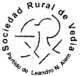 Sociedad Rural de Vedia
Partido de Leandro N. Alem